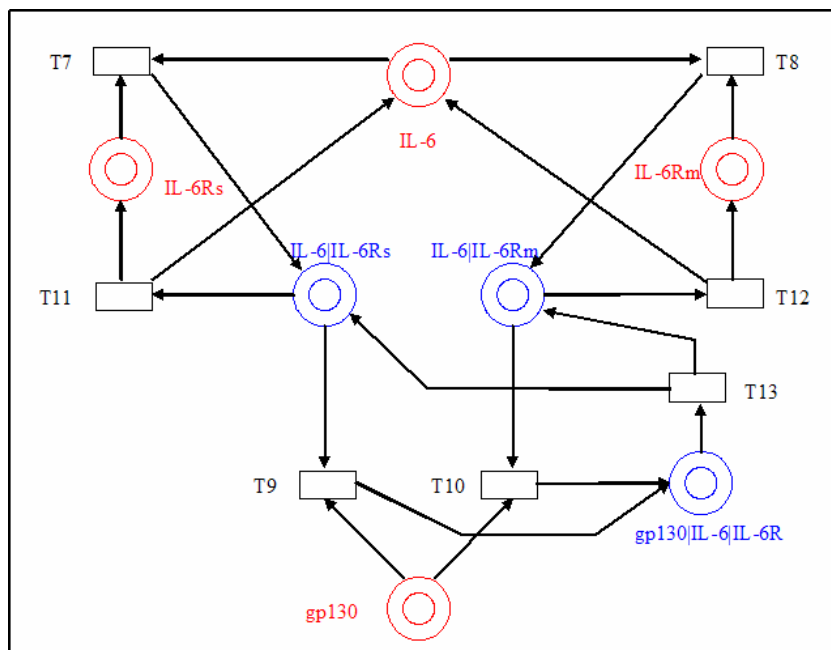 T7
T8
IL-6
IL-6Rs
IL-6Rm
IL-6|IL-6Rs
IL-6|IL-6Rm
T11
T12
T13
T9
T10
gp130|IL-6|IL-6R
gp130